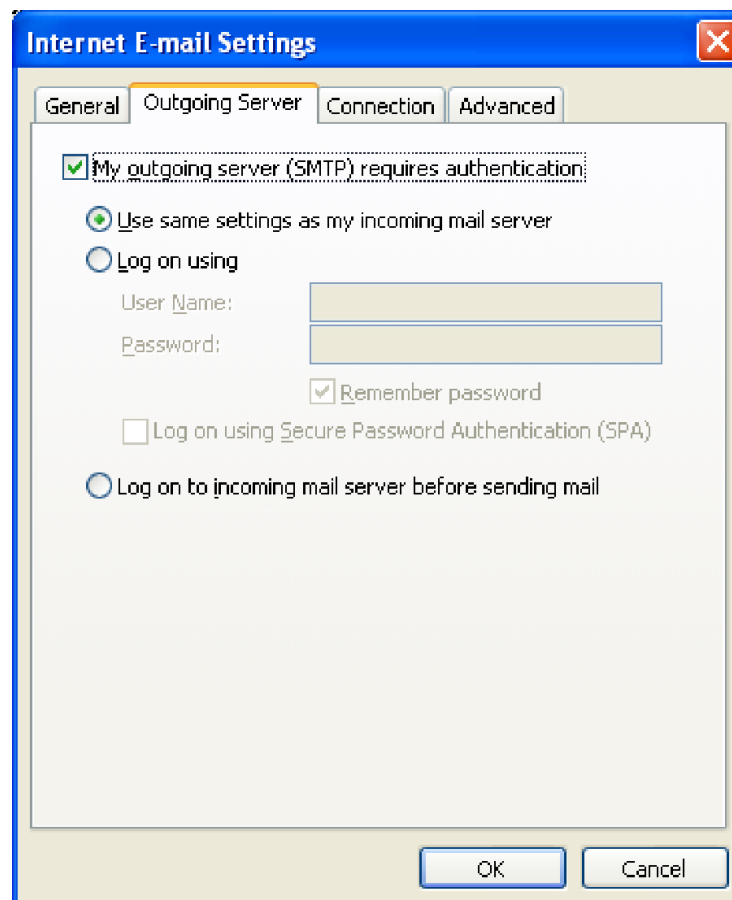 Internet E-mail Settings
General Outgoing Server Connection Advanced
My outgoing server (SMTP) requires authentication
Use same settings as my incoming mail server
Log on using
User Name:
Password:
Remember password
Log on using Secure Password Authentication (SPA)
Log on to incoming mail server before sending mail
OK Cancel